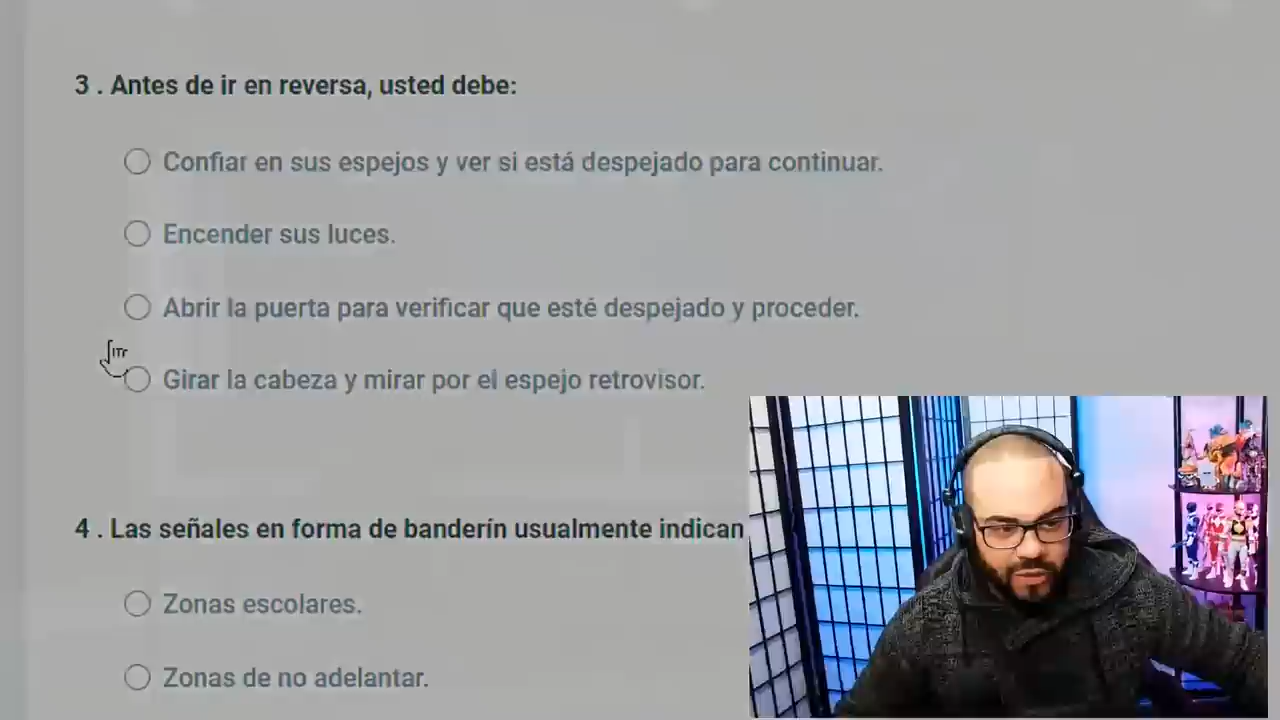 3 . Antes de ir en reversa, usted debe:
Confiar en sus espejos y ver si está despejado para continuar.
Encender sus luces.
Abrir la puerta para verificar que esté despejado y proceder.
Girar la cabeza y mirar por el espejo retrovisor.
4 . Las señales en forma de banderín usualmente indican
Zonas escolares.
Zonas de no adelantar.